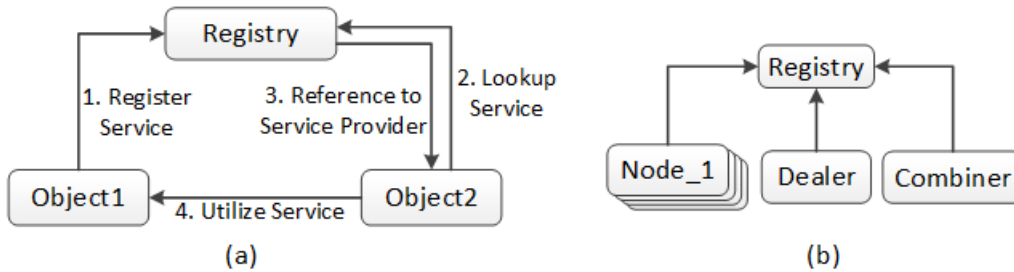 Registry
1. Register
Service
3. Reference to
Service Provider
2. Lookup
Service
Object1
4. Utilize Service
Object2
(a)
Registry
Node_1
Dealer
Combiner
(b)